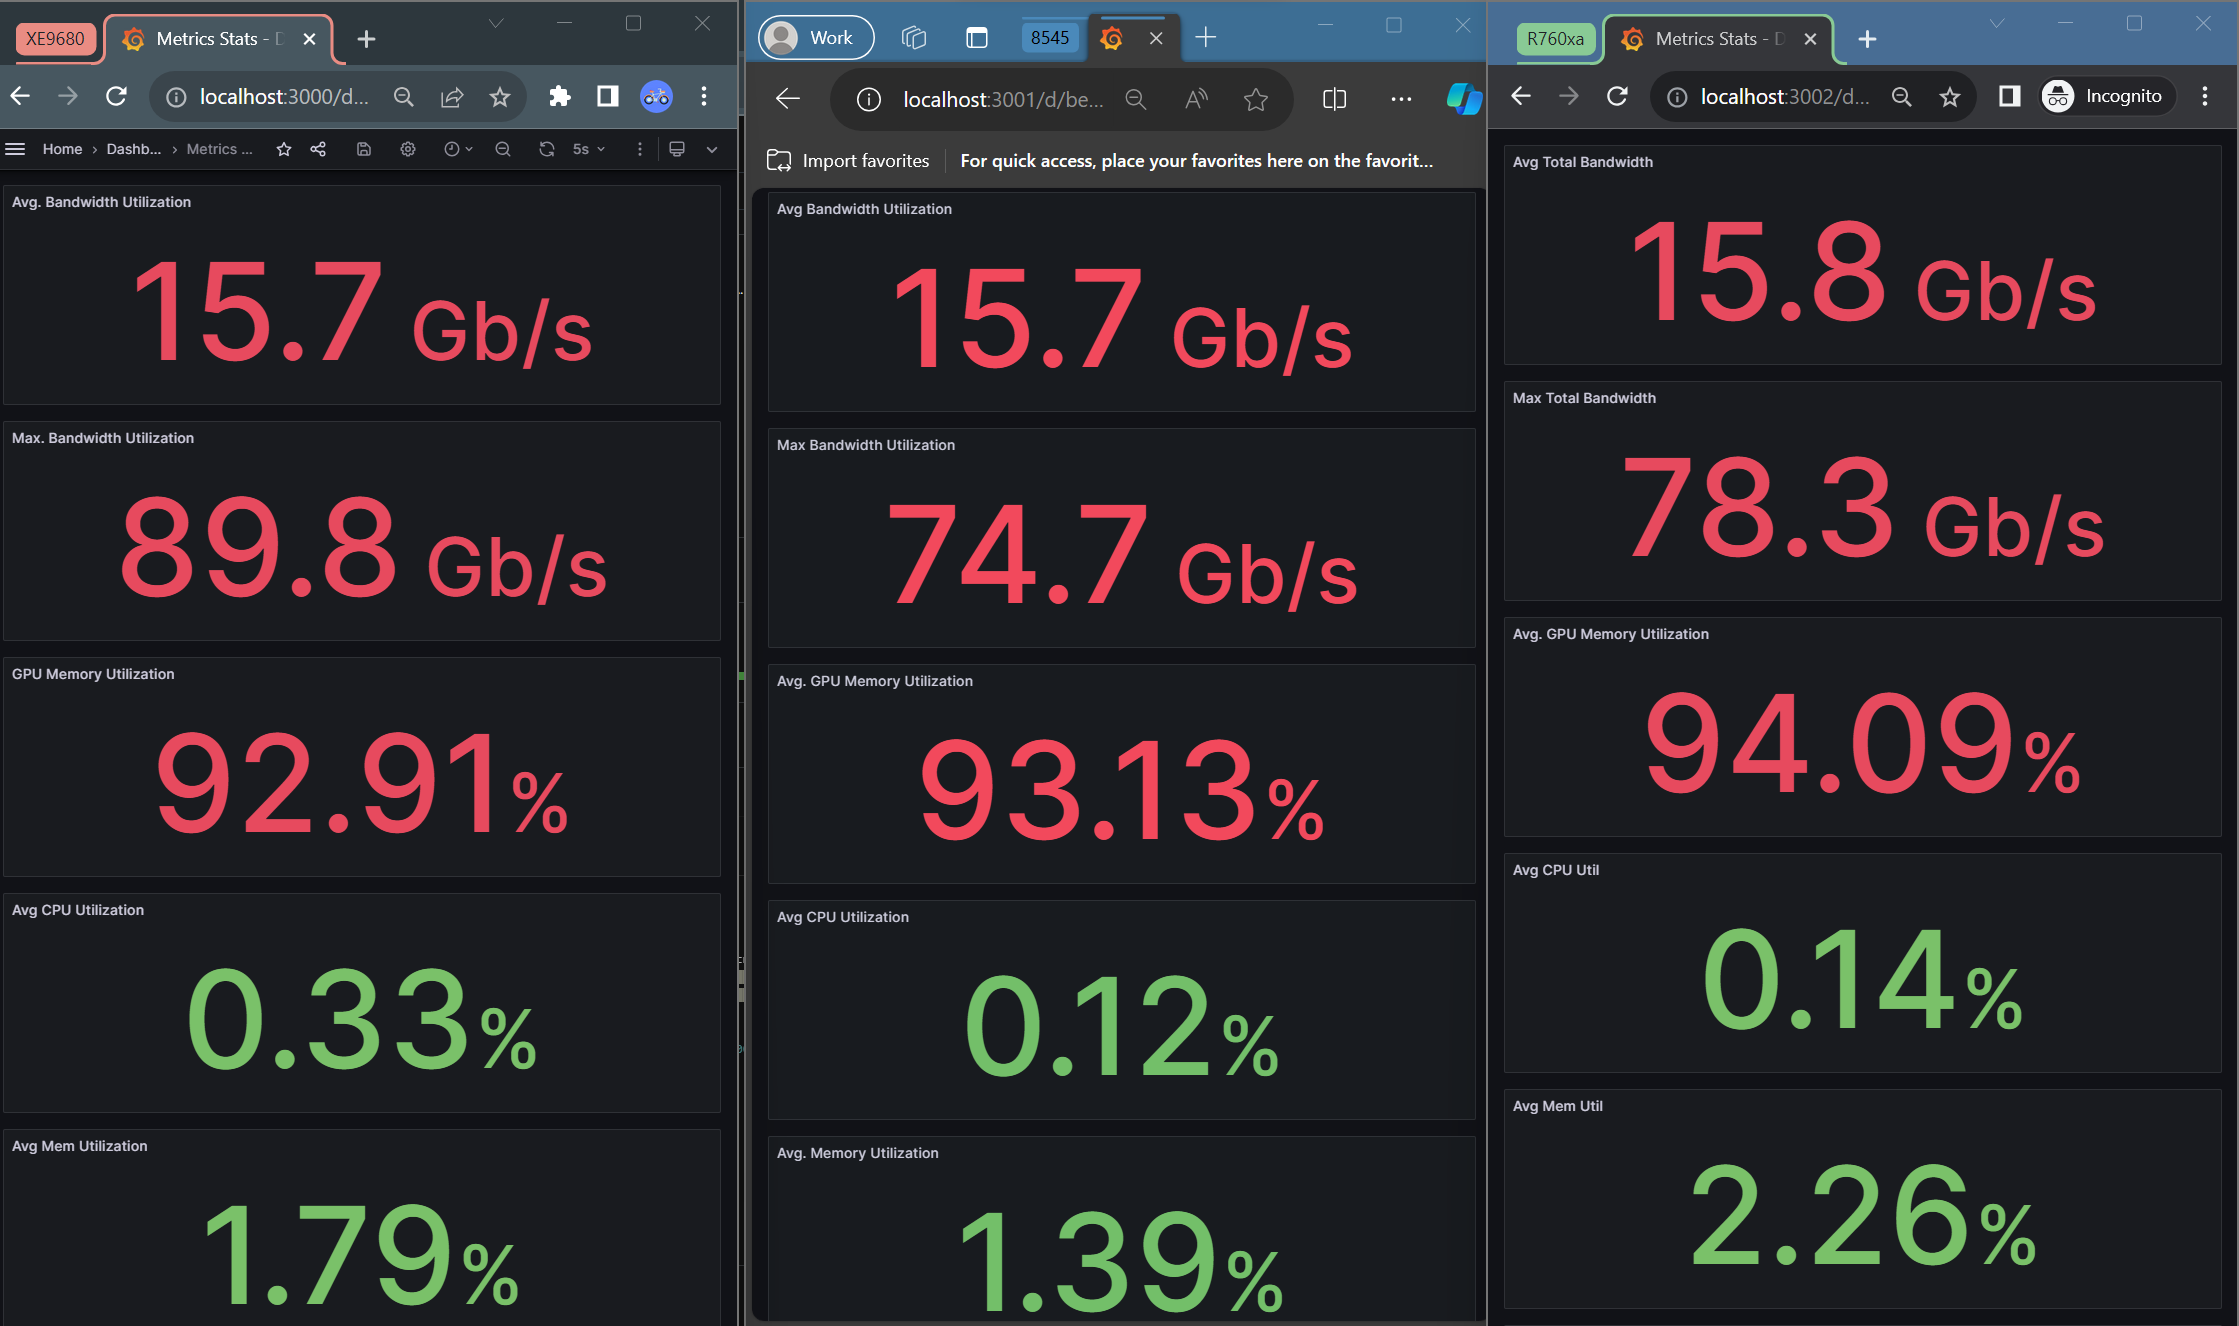 XE9680
Metrics Stats - D
localhost:3000/d...
Home › Dashb... › Metrics ...
5s
Avg. Bandwidth Utilization
15.7 Gb/s
Max. Bandwidth Utilization
89.8 Gb/s
GPU Memory Utilization
92.91%
Avg CPU Utilization
0.33%
Avg Mem Utilization
1.79%
Work
8545
localhost:3001/d/be...
Import favorites
For quick access, place your favorites here on the favorit...
Avg Bandwidth Utilization
15.7 Gb/s
Max Bandwidth Utilization
74.7 Gb/s
Avg. GPU Memory Utilization
93.13%
Avg CPU Utilization
0.12%
Avg. Memory Utilization
1.39%
R760xa
Metrics Stats - D
localhost:3002/d...
Incognito
Avg Total Bandwidth
15.8 Gb/s
Max Total Bandwidth
78.3 Gb/s
Avg. GPU Memory Utilization
94.09%
Avg CPU Util
0.14%
Avg Mem Util
2.26%